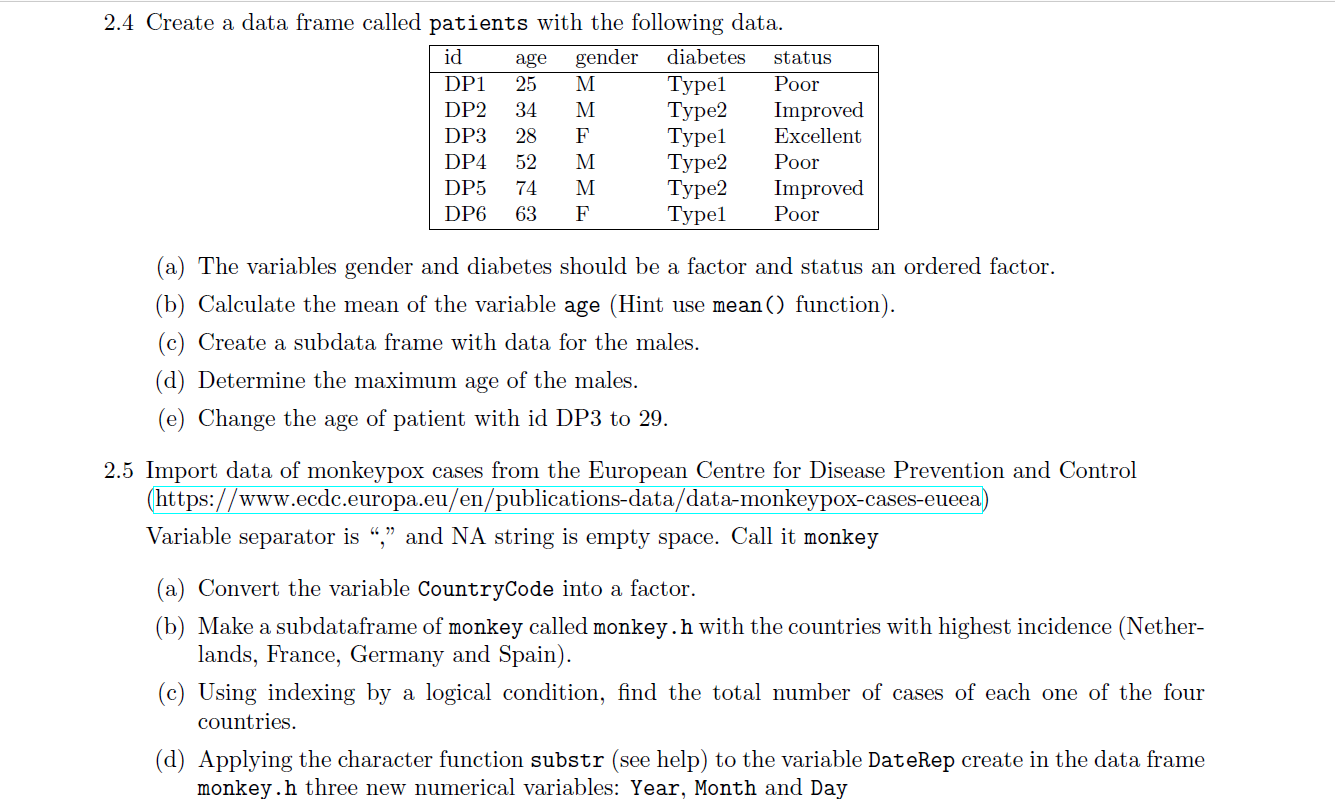 2.4 Create a data frame called patients with the following data.
id age gender diabetes status
DP1 25 M Type1 Poor
DP2 34 M Type2 Improved
DP3 28 F Type1 Excellent
DP4 52 M Type2 Poor
DP5 74 M Type2 Improved
DP6 63 F Type1 Poor
(a) The variables gender and diabetes should be a factor and status an ordered factor.
(b) Calculate the mean of the variable age (Hint use mean() function).
(c) Create a subdata frame with data for the males.
(d) Determine the maximum age of the males.
(e) Change the age of patient with id DP3 to 29.
2.5 Import data of monkeypox cases from the European Centre for Disease Prevention and Control
(https://www.ecdc.europa.eu/en/publications-data/data-monkeypox-cases-eueea)
Variable separator is “,” and NA string is empty space. Call it monkey
(a) Convert the variable CountryCode into a factor.
(b) Make a subdataframe of monkey called monkey.h with the countries with highest incidence (Nether-
lands, France, Germany and Spain).
(c) Using indexing by a logical condition, find the total number of cases of each one of the four
countries.
(d) Applying the character function substr (see help) to the variable DateRep create in the data frame
monkey.h three new numerical variables: Year, Month and Day